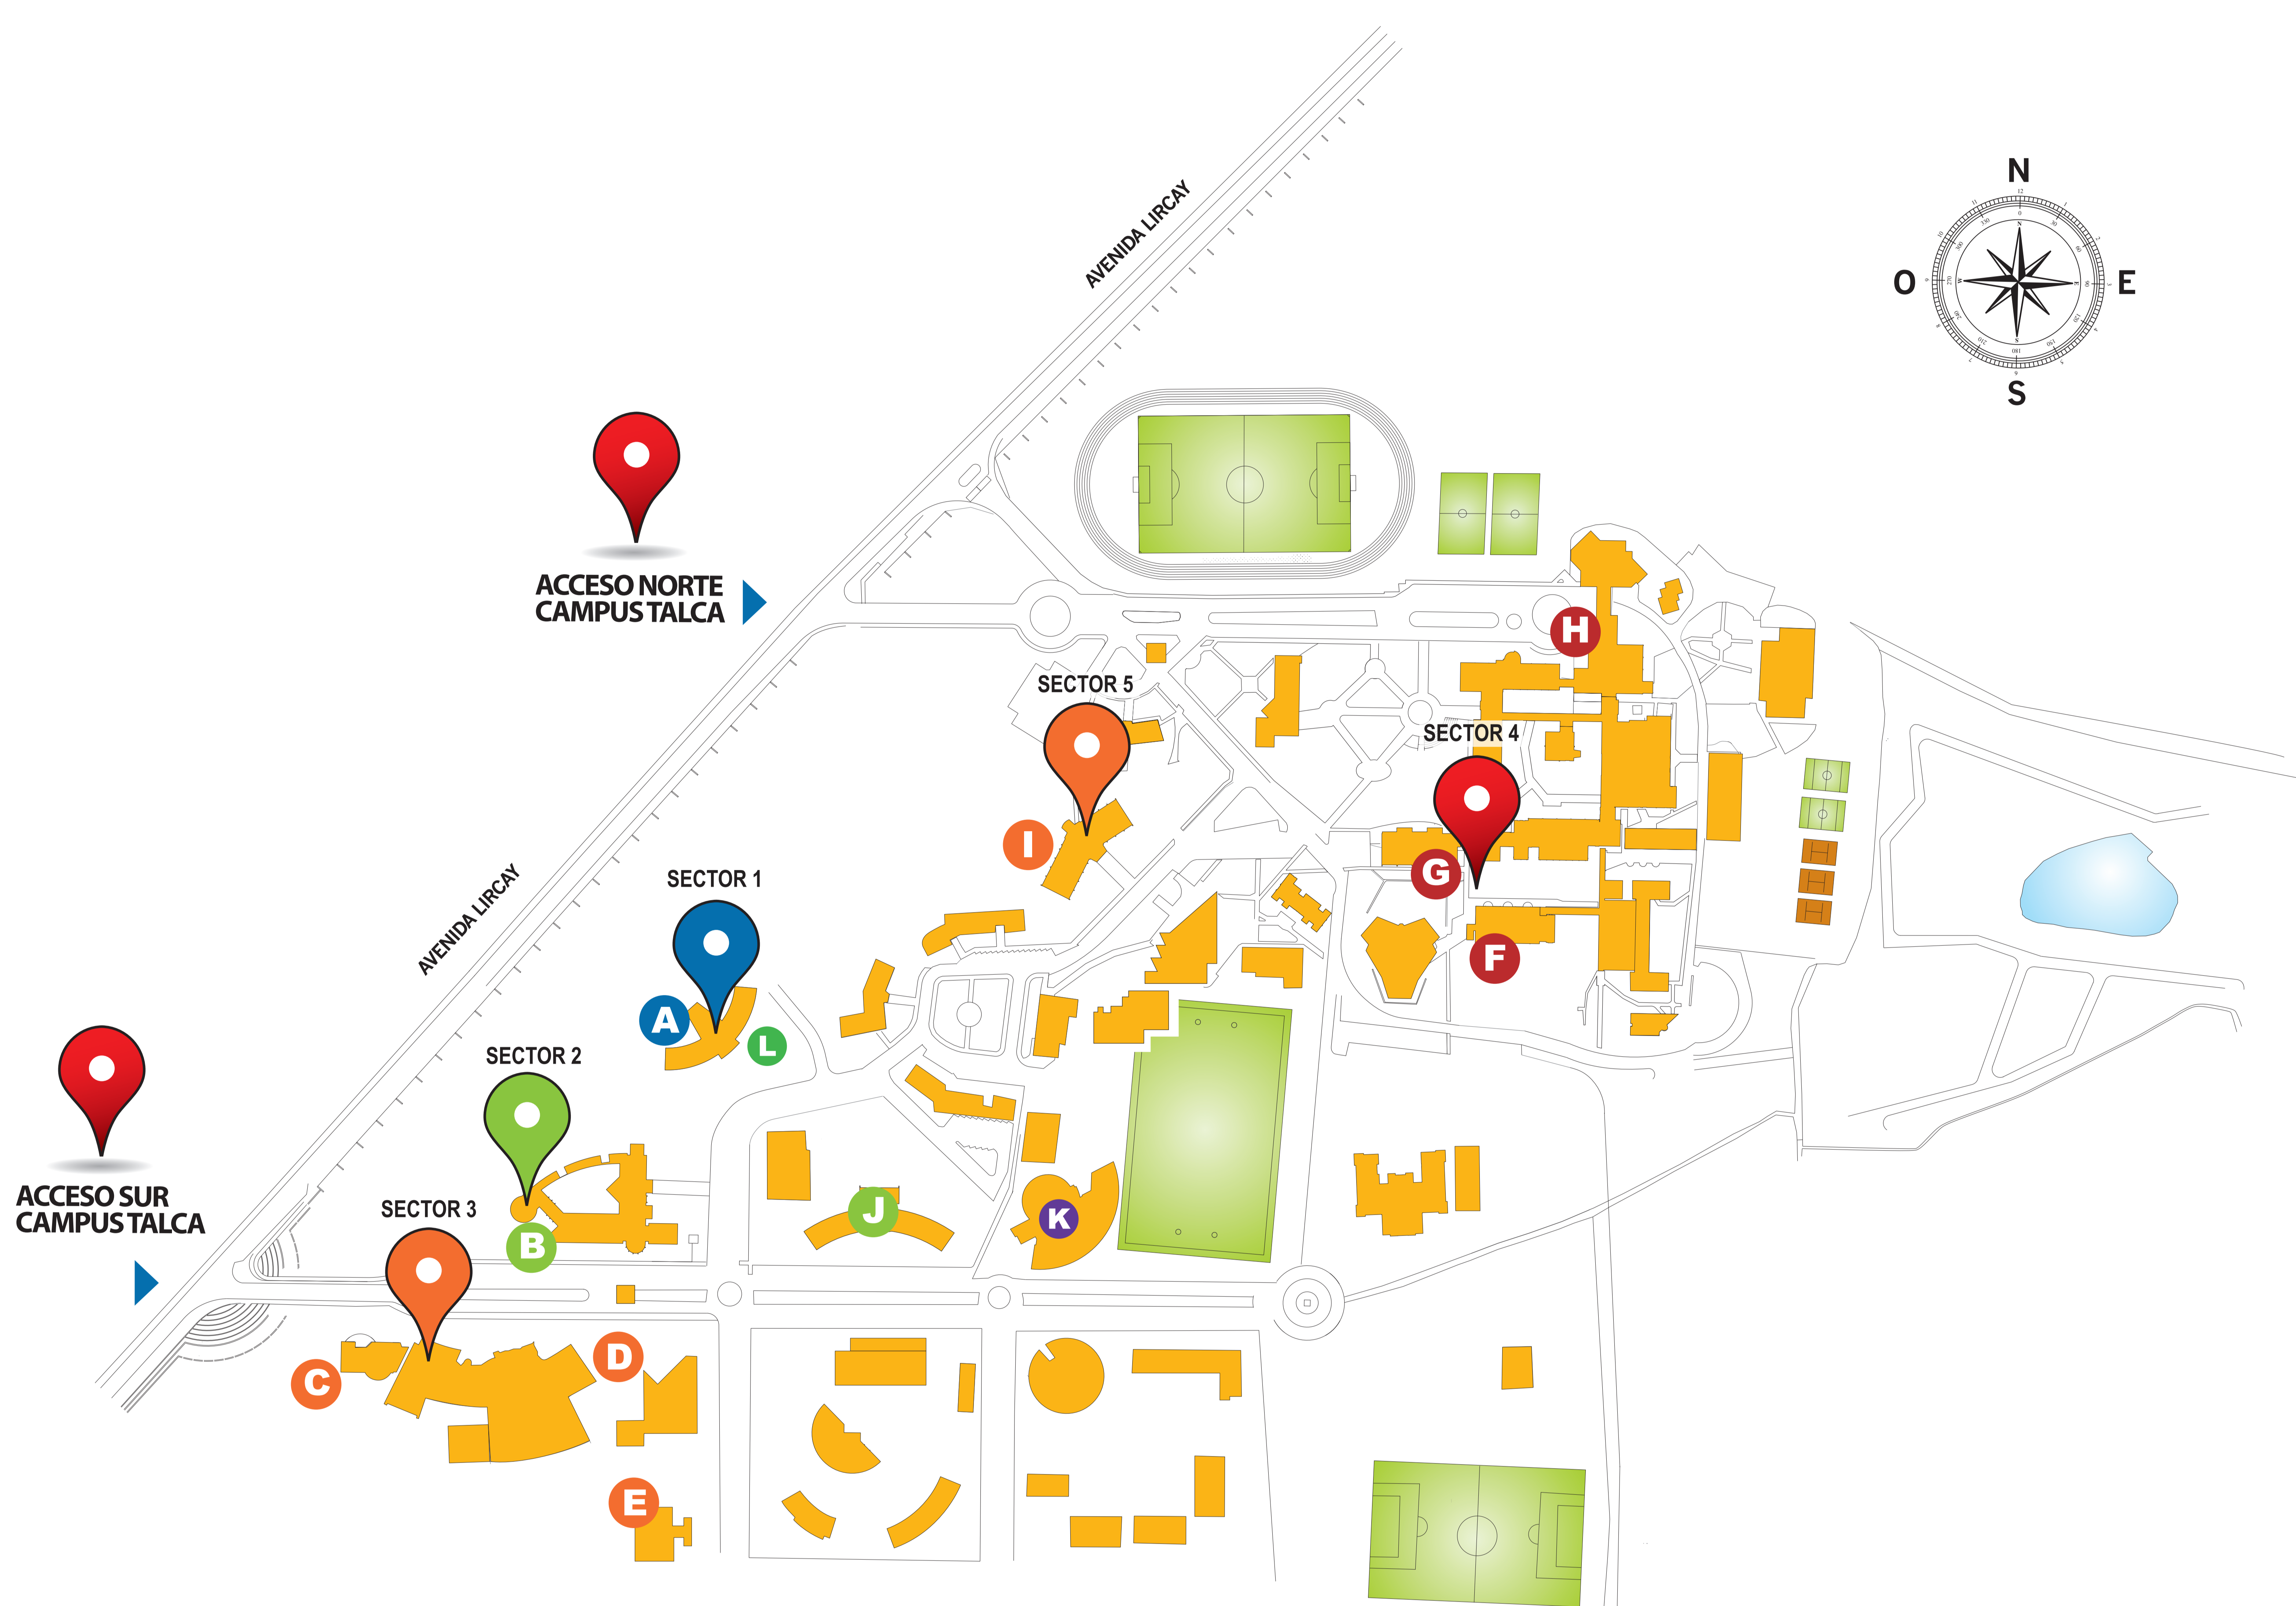 AVENIDA LIRCAY
N
O
E
S
ACCESO NORTE
CAMPUS TALCA
H
SECTOR 5
SECTOR 4
I
G
SECTOR 1
AVENIDA LIRCAY
F
A
L
SECTOR 2
ACCESO SUR
CAMPUS TALCA
SECTOR 3
J
K
B
D
C
E